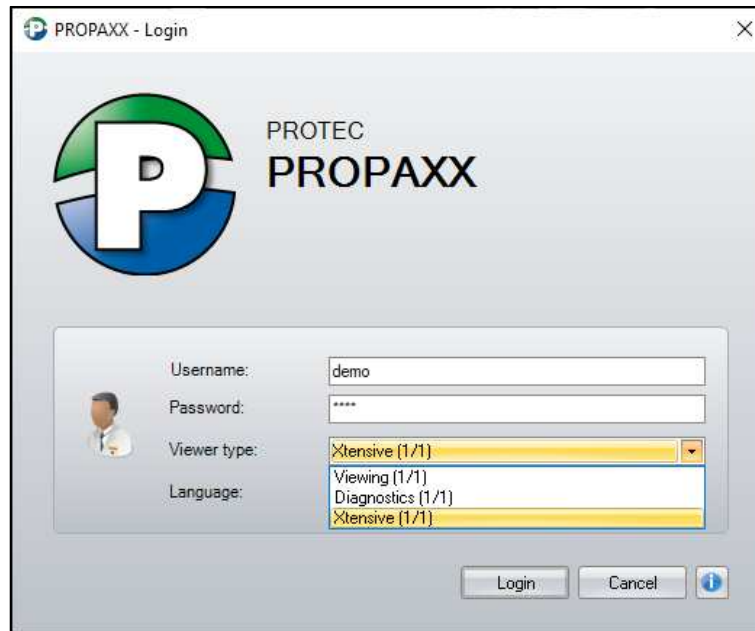 PROPAXX - Login
P
PROTEC
PROPAXX
Username: demo
Password: ****
Viewer type: Xtensive (1/1)
Viewing (1/1)
Language: Diagnostics (1/1)
Xtensive (1/1)
Login Cancel i